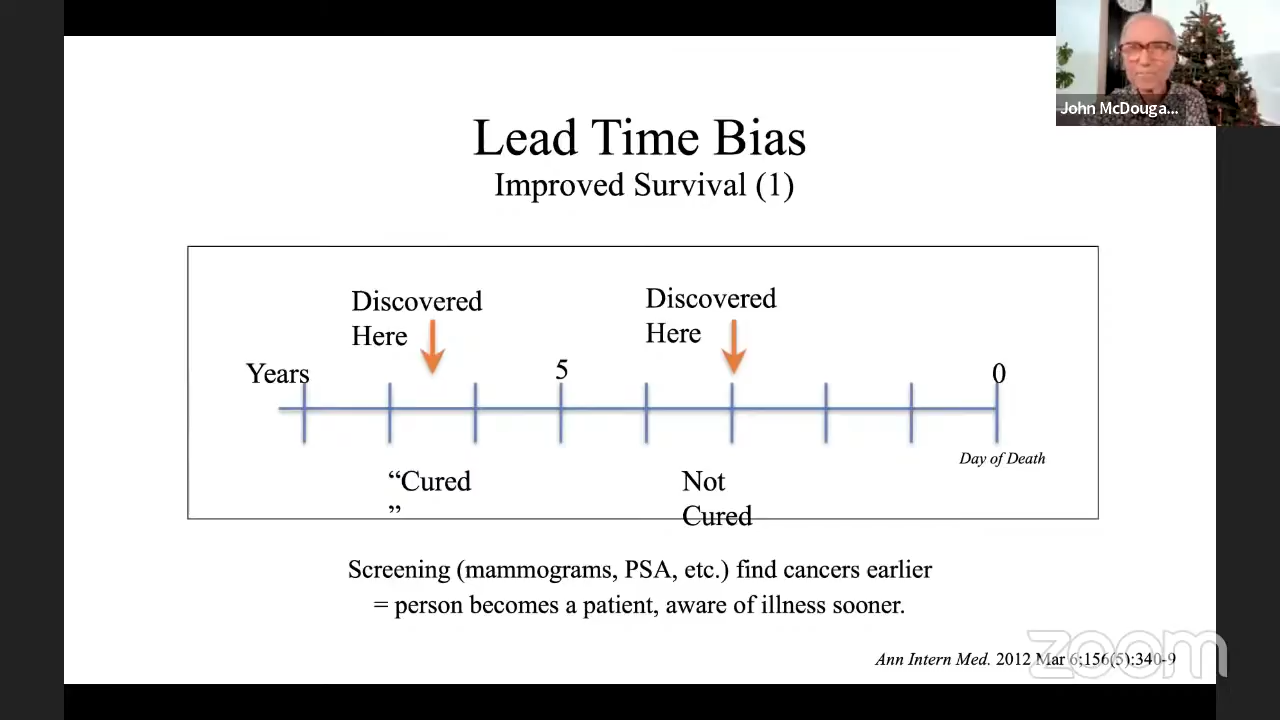 John McDouga...
Lead Time Bias
Improved Survival (1)
Discovered
Here
Discovered
Here
Years
5
0
Day of Death
“Cured
”
Not
Cured
Screening (mammograms, PSA, etc.) find cancers earlier
= person becomes a patient, aware of illness sooner.
Ann Intern Med. 2012 Mar 6;156(5):340-9
zoom